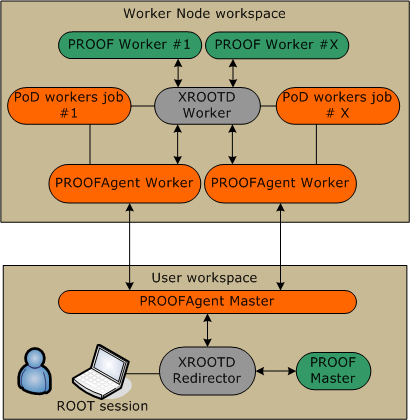 Worker Node workspace
PROOF Worker #1
PROOF Worker #X
PoD workers job
#1
XROOTD
Worker
PoD workers job
# X
PROOFAgent Worker
PROOFAgent Worker
User workspace
PROOFAgent Master
XROOTD
Redirector
PROOF
Master
ROOT session